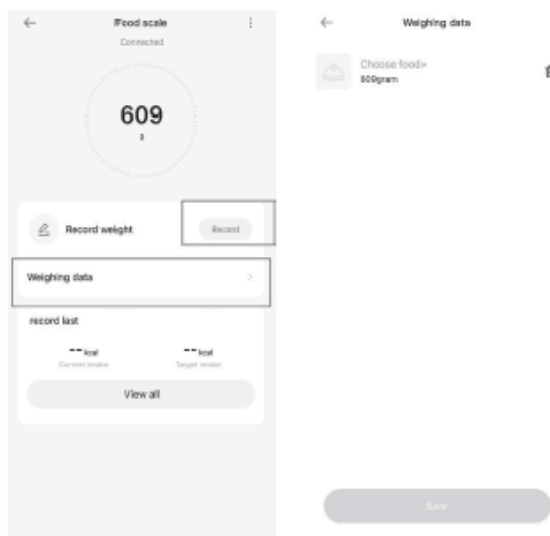 Food scale
Connected
609
g
Record weight
Record
Weighing data
record last
--kcal
Current intake
--kcal
Target intake
View all
Weighing data
Choose food>
609gram
Save